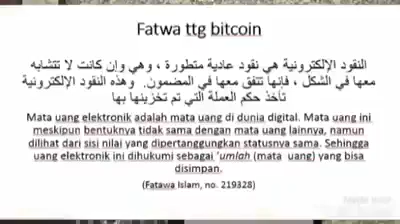 Fatwa ttg bitcoin
النقود الإلكترونية هي نقود عادية متطورة ، وهي وإن كانت لا تتشابه
معها في الشكل ، فإنها تتفق معها في المضمون. وهذه النقود الإلكترونية
تأخذ حكم العملة التي تم تخزينها بها
Mata uang elektronik adalah mata uang di dunia digital. Mata uang ini
meskipun bentuknya tidak sama dengan mata uang lainnya, namun
dilihat dari sisi nilai yang dipertanggungkan statusnya sama. Sehingga
uang elektronik ini dihukumi sebagai 'umlah (mata uang) yang bisa
disimpan.
(Fatawa Islam, no. 219328)